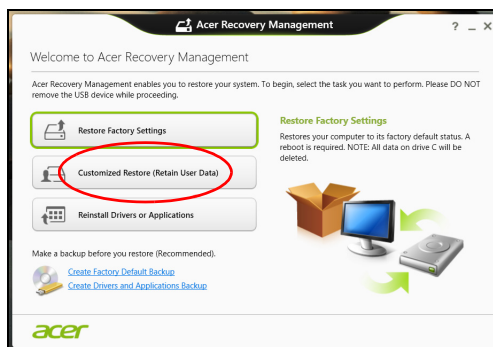 Acer Recovery Management
Welcome to Acer Recovery Management
Acer Recovery Management enables you to restore your system. To begin, select the task you want to perform. Please DO NOT
remove the USB device while proceeding.
Restore Factory Settings
Customized Restore (Retain User Data)
Reinstall Drivers or Applications
Restore Factory Settings
Restores your computer to its factory default status. A
reboot is required. NOTE: All data on drive C will be
deleted.
Make a backup before you restore (Recommended).
Create Factory Default Backup
Create Drivers and Applications Backup
acer